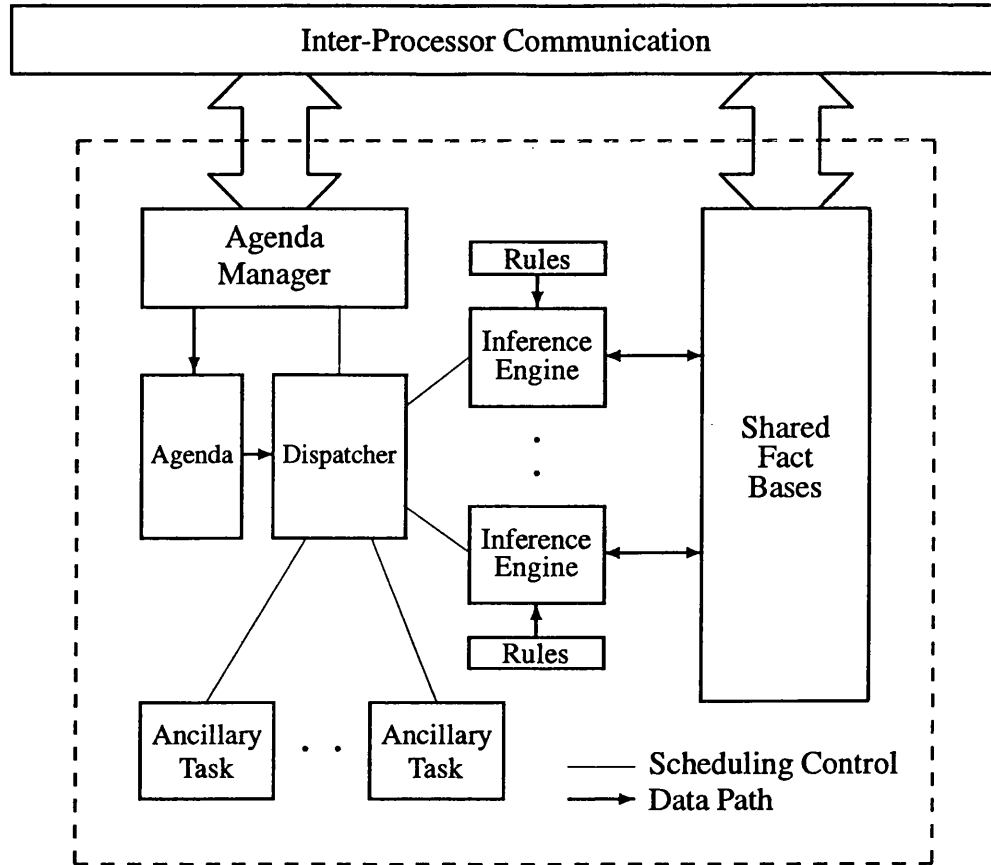 Inter-Processor Communication
Agenda
Manager
Rules
Inference
Engine
Agenda
Dispatcher
Shared
Fact
Bases
Inference
Engine
Rules
Ancillary
Task
Ancillary
Task
Scheduling Control
Data Path